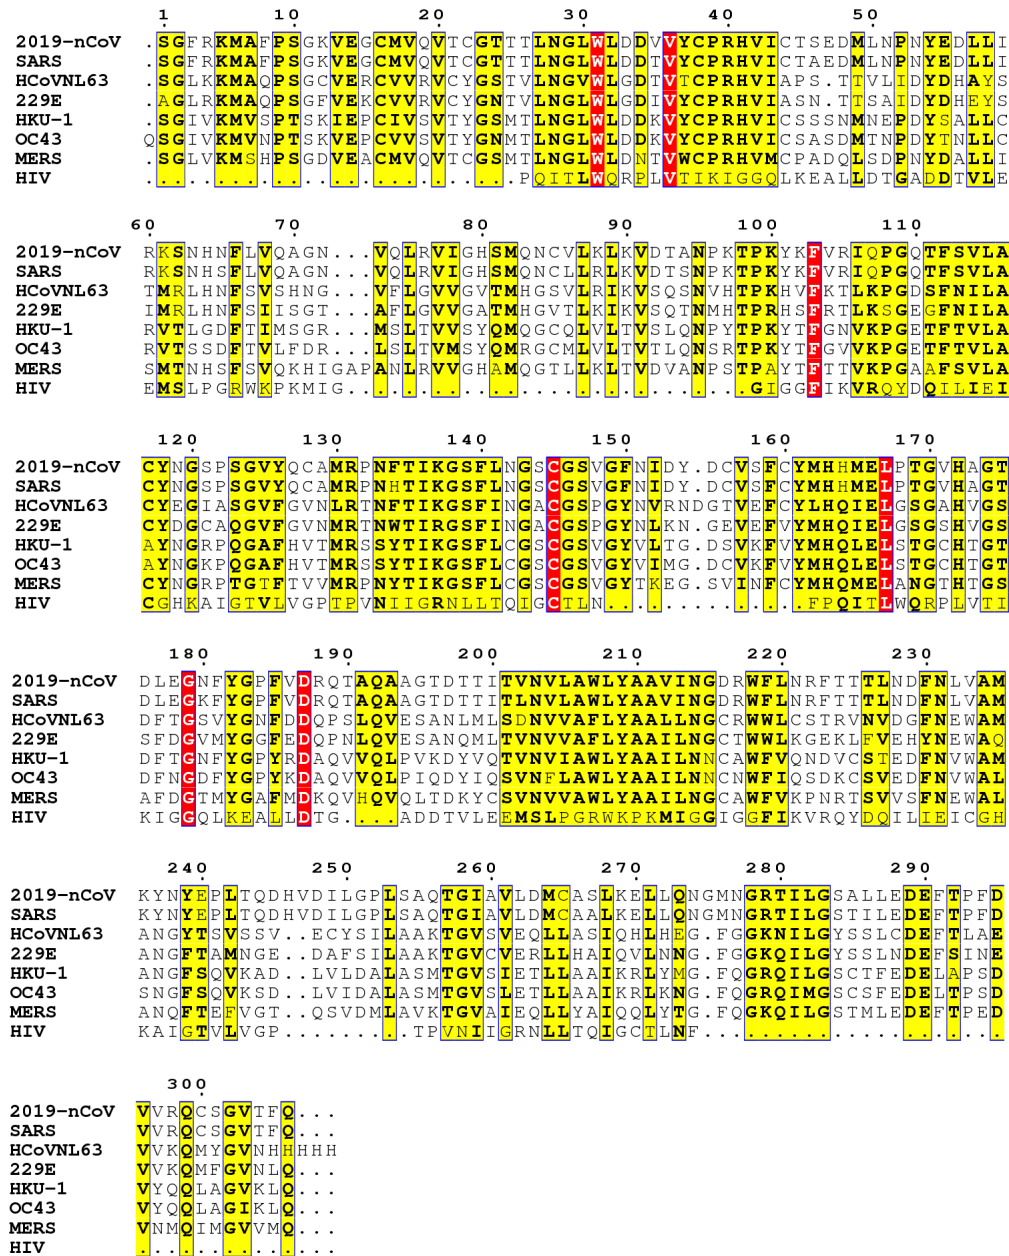 1 10 20 30 40 50
2019-nCoV .SGFRKMAFPSGKVEGCMVQVTCGTTTLNGLWLDDVVYCPRHVICTSEDMLNPNYEDLLI
SARS .SGFRKMAFPSGKVEGCMVQVTCGTTTLNGLWLDDTVYCPRHVICTAEDMLNPNYEDLLI
HCoVNL63 .SGLKKMAQPSGCVERCVVRVCYGSTVLNGVWLGDTVTCPRHVIAPS.TTVLIDYDHAYS
229E .AGLRKMAQPSGFVEKCVVRVCYGNTVLNGLWLGDIVYCPRHVIASN.TTSAIDYDHEYS
HKU-1 .SGIVKMVSPTSKIEPCIVSVTYGSMTLNGLWLDDKVYCPRHVICSSSNMNEPDYSALLC
OC43 QSGIVKMVNPTSKVEPCVVSVTYGSMTLNGLWLDDKVYCPRHVICSASDMTNPDYTNLLC
MERS .SGLVKMSHPSGDVEACMVQVTCGSMTLNGLWLDNTVWCPRHVMCPADQLSDPNYDALLI
HIV ..........................PQITLWQRPLVTIKIGGQLKEALLDTGADDTVLE
60 70 80 90 100 110
2019-nCoV RKSNHNFLVQAGN...VQLRVIGHSMQNCVLKLKVDTANPKTPKYKFVRIQPGQTFSVLA
SARS RKSNHSFLVQAGN...VQLRVIGHSMQNCLLRLKVDTSNPKTPKYKFVRIQPGQTFSVLA
HCoVNL63 TMRLHNFSVSHNG...VFLGVVGVTMHGSVLRIKVSQSNVHTPKHVFKTLKPGDSFNILA
229E IMRLHNFSIISGT...AFLGVVGATMHGVTLKIKVSQTNMHTPRHSFRTLKSGEGFNILA
HKU-1 RVTLGDFTIMSGR...MSLTVVSYQMQGCQLVLTVSLQNPYTPKYTFGNVKPGETFTVLA
OC43 RVTSSDFTVLFDR...LSLTVMSYQMRGCMLVLTVTLQNSRTPKYTFGVVKPGETFTVLA
MERS SMTNHSFSVQKHIGAPANLRVVGHAMQGTLLKLTVDVANPSTPAYTFTTVKPGAAFSVLA
HIV EMSLPGRWKPKMIG............................GIGGFIKVRQYDQILIEI
120 130 140 150 160 170
2019-nCoV CYNGSPSGVYQCAMRPNFTIKGSFLNGSCGSVGFNIDY.DCVSFCYMHHMELPTGVHAGT
SARS CYNGSPSGVYQCAMRPNHTIKGSFLNGSCGSVGFNIDY.DCVSFCYMHHMELPTGVHAGT
HCoVNL63 CYEGIASGVFGVNLRTNFTIKGSFINGACGSPGYNVRNDGTVEFCYLHQIELGSGAHVGS
229E CYDGCAQGVFGVNMRTNWTIRGSFINGACGSPGYNLKN.GEVEFVYMHQIELGSGSHVGS
HKU-1 AYNGRPQGAFHVTMRSSYTIKGSFLCGSCGSVGYVLTG.DSVKFVYMHQLELSTGCHTGT
OC43 AYNGKPQGAFHVTMRSSYTIKGSFLCGSCGSVGYVIMG.DCVKFVYMHQLELSTGCHTGT
MERS CYNGRPTGTFTVVMRPNYTIKGSFLCGSCGSVGYTKEG.SVINFCYMHQMELANGTHTGS
HIV CGHKAIGTVLVGPTPVNIIGRNLLTQIGCTLN..............FPQITLWQRPLVTI
180 190 200 210 220 230
2019-nCoV DLEGNFYGPFVDRQTAQAAGTDTTITVNVLAWLYAAVINGDRWFLNRFTTTLNDFNLVAM
SARS DLEGKFYGPFVDRQTAQAAGTDTTITLNVLAWLYAAVINGDRWFLNRFTTTLNDFNLVAM
HCoVNL63 DFTGSVYGNFDDQPSLQVESANLMLSDNVVAFLYAALLNGCRWWLCSTRVNVDGFNEWAM
229E SFDGVMYGGFEDQPNLQVESANQMLTVNVVAFLYAAILNGCTWWLKGEKLFVEHYNEWAQ
HKU-1 DFTGNFYGPYRDAQVVQLPVKDYVQTVNVIAWLYAAILNNCAWFVQNDVCSTEDFNVWAM
OC43 DFNGDFYGPYKDAQVVQLPIQDYIQSVNFLAWLYAAILNNCNWFIQSDKCSVEDFNVWAL
MERS AFDGTMYGAFMDKQVHQVQLTDKYCSVNVVAWLYAAILNGCAWFVKPNRTSVVSFNEWAL
HIV KIGGQLKEALLDTG...ADDTVLEEMSLPGRWKPKMIGGIGGFIKVRQYDQILIEICGH
240 250 260 270 280 290
2019-nCoV KYNYEPLTQDHVDILGPLSAQTGIAVLDMCASLKELLQNGMNGRTILGSALLEDEFTPFD
SARS KYNYEPLTQDHVDILGPLSAQTGIAVLDMCAALKELLQNGMNGRTILGSTILEDEFTPFD
HCoVNL63 ANGYTSVSSV..ECYSILAAKTGVSVEQLLASIQHLHEG.FGGKNILGYSSLCDEFTLAE
229E ANGFTAMNGE..DAFSILAAKTGVCVERLLHAIQVLNNG.FGGKQILGYSSLNDEFSINE
HKU-1 ANGFSQVKAD..LVLDALASMTGVSIETLLAAIKRLYMG.FQGRQILGSCTFEDELAPSD
OC43 SNGFSQVKSD..LVIDALASMTGVSLETLLAAIKRLKNG.FQGRQIMGSCSFEDELTPSD
MERS ANQFTEFVGT..QSVDMLAVKTGVAIEQLLYAIQQLYTG.FQGKQILGSTMLEDEFTPED
HIV KAIGTVLVGP.........TPVNIIGRNLLTQIGCTLNF.....................
300
2019-nCoV VVRQCSGVTFQ...
SARS VVRQCSGVTFQ...
HCoVNL63 VVKQMYGVNHHHHH
229E VVKQMFGVNLQ...
HKU-1 VYQQLAGVKLQ...
OC43 VYQQLAGIKLQ...
MERS VNMQIMGVVMQ...
HIV ..............